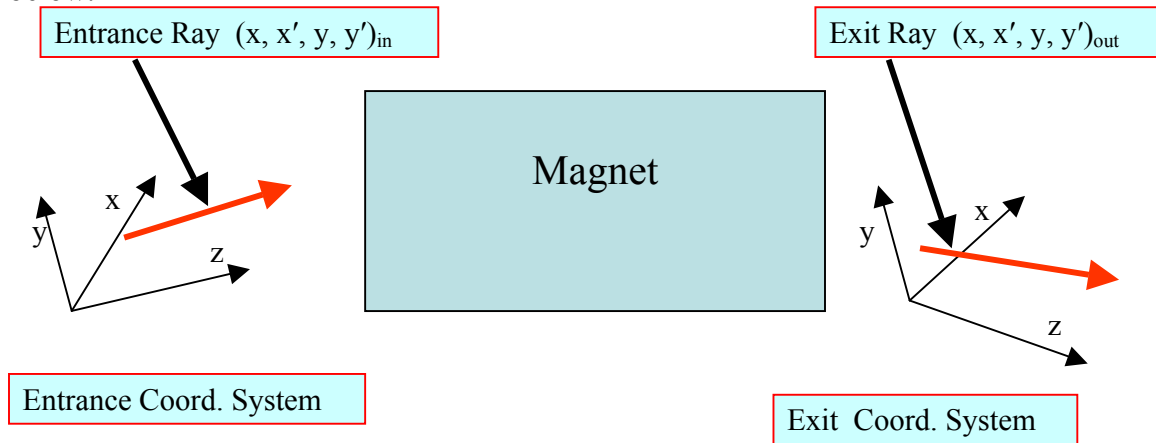 Entrance Ray (x, x′, y, y′)in
Exit Ray (x, x′, y, y′)out
Magnet
x
y
z
x
y
z
Entrance Coord. System
Exit Coord. System